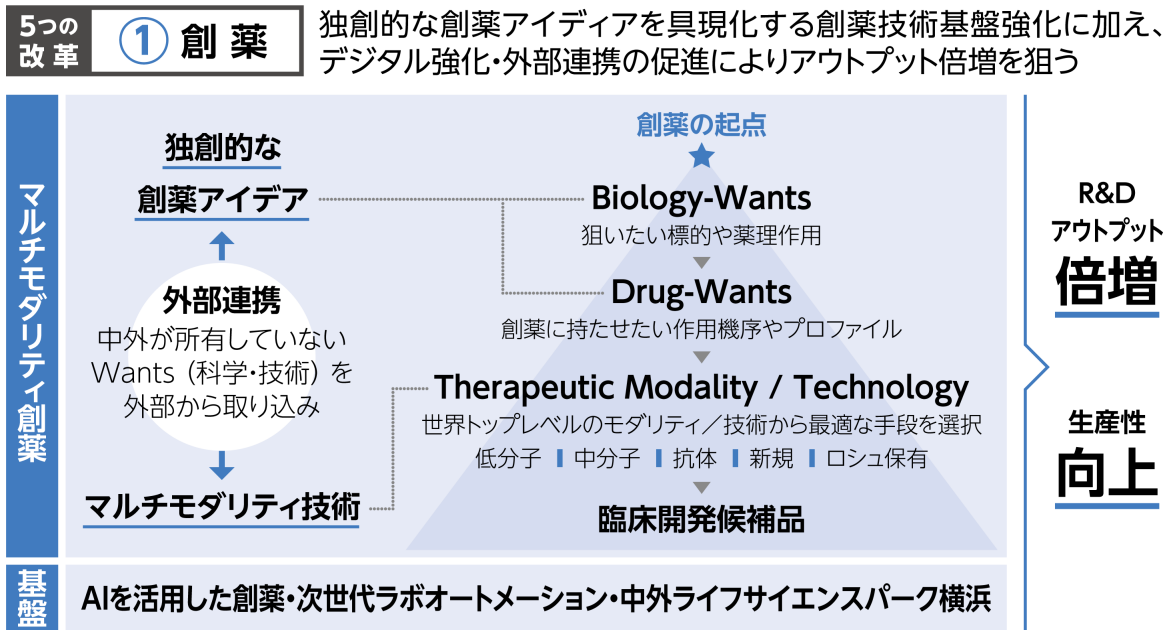 5つの
改革
① 創薬
独創的な創薬アイディアを具現化する創薬技術基盤強化に加え、
デジタル強化・外部連携の促進によりアウトプット倍増を狙う
マルチモダリティ創薬
独創的な
創薬アイデア
外部連携
中外が所有していない
Wants（科学・技術）を
外部から取り込み
マルチモダリティ技術
創薬の起点
Biology-Wants
狙いたい標的や薬理作用
Drug-Wants
創薬に持たせたい作用機序やプロファイル
Therapeutic Modality / Technology
世界トップレベルのモダリティ／技術から最適な手段を選択
低分子 中分子 抗体 新規 ロシュ保有
臨床開発候補品
R&D
アウトプット
倍増
生産性
向上
基盤
AIを活用した創薬・次世代ラボオートメーション・中外ライフサイエンスパーク横浜